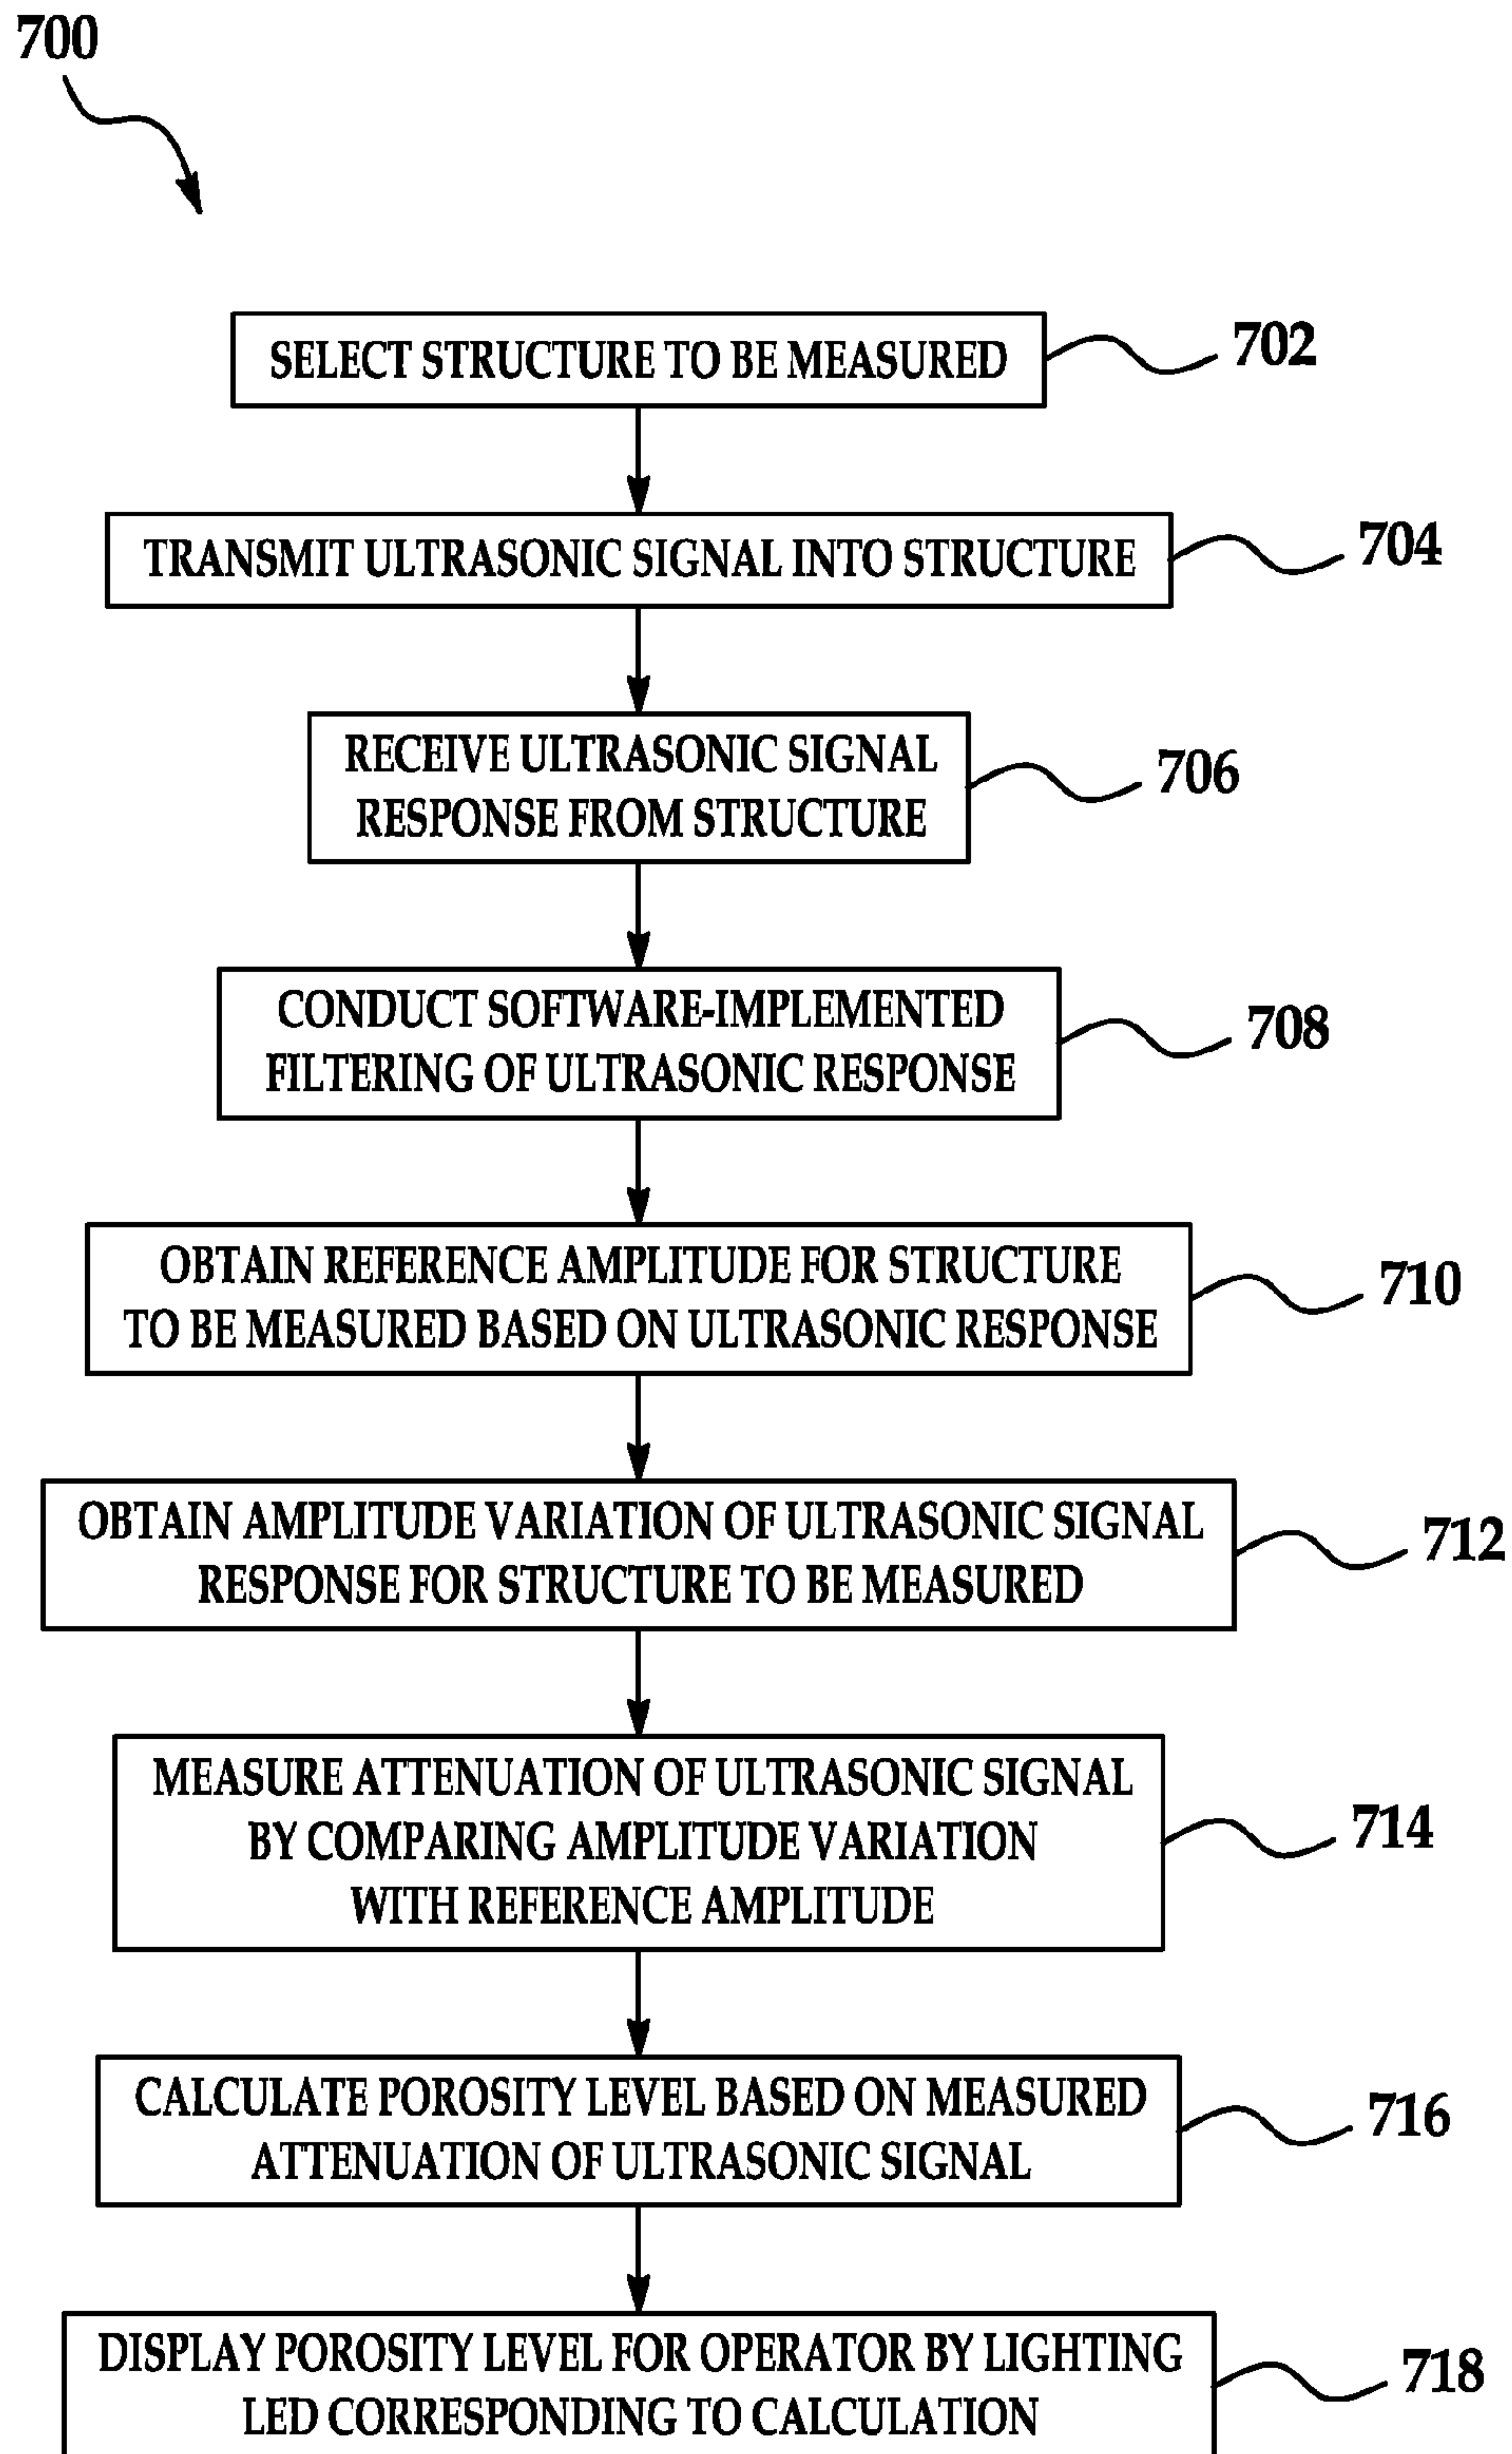 700
SELECT STRUCTURE TO BE MEASURED
702
TRANSMIT ULTRASONIC SIGNAL INTO STRUCTURE
704
RECEIVE ULTRASONIC SIGNAL
RESPONSE FROM STRUCTURE
706
CONDUCT SOFTWARE-IMPLEMENTED
FILTERING OF ULTRASONIC RESPONSE
708
OBTAIN REFERENCE AMPLITUDE FOR STRUCTURE
TO BE MEASURED BASED ON ULTRASONIC RESPONSE
710
OBTAIN AMPLITUDE VARIATION OF ULTRASONIC SIGNAL
RESPONSE FOR STRUCTURE TO BE MEASURED
712
MEASURE ATTENUATION OF ULTRASONIC SIGNAL
BY COMPARING AMPLITUDE VARIATION
WITH REFERENCE AMPLITUDE
714
CALCULATE POROSITY LEVEL BASED ON MEASURED
ATTENUATION OF ULTRASONIC SIGNAL
716
DISPLAY POROSITY LEVEL FOR OPERATOR BY LIGHTING
LED CORRESPONDING TO CALCULATION
718